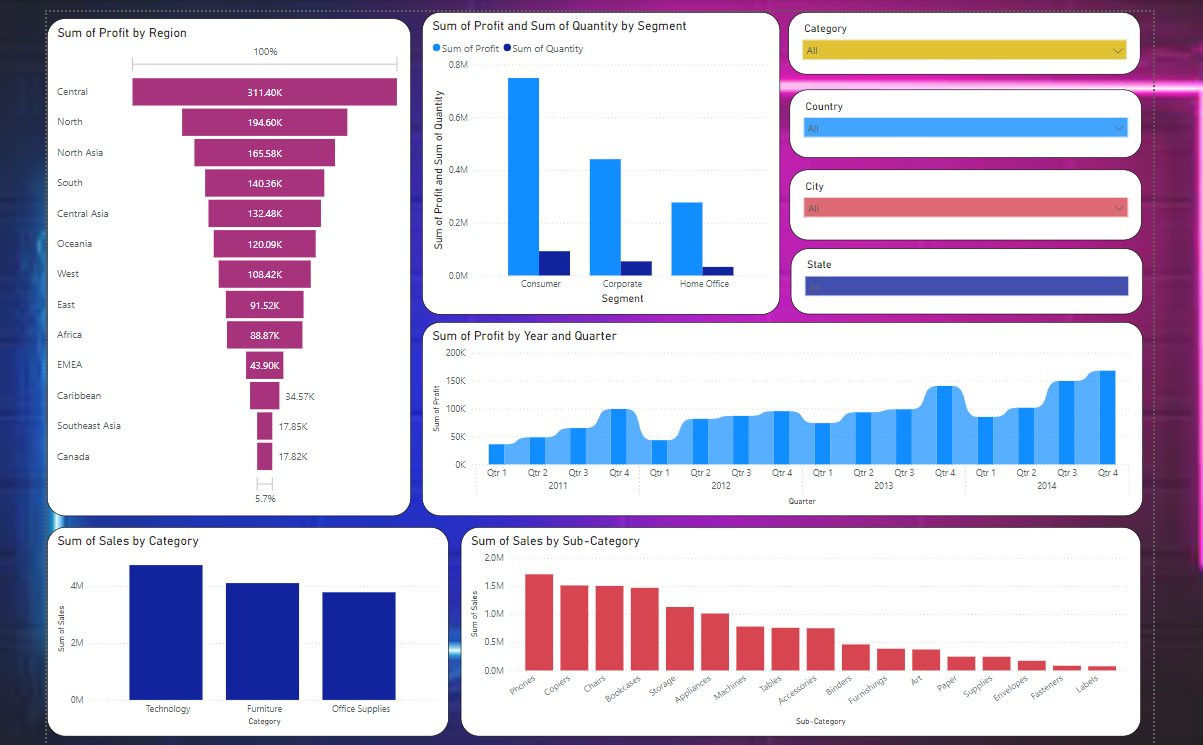 Sum of Profit by Region
100%
Central 311.40K
North 194.60K
North Asia 165.58K
South 140.36K
Central Asia 132.48K
Oceania 120.09K
West 108.42K
East 91.52K
Africa 88.87K
EMEA 43.90K
Caribbean 34.57K
Southeast Asia 17.85K
Canada 17.82K
5.7%
Sum of Profit and Sum of Quantity by Segment
Sum of Profit Sum of Quantity
Sum of Profit and Sum of Quantity
0.8M
0.6M
0.4M
0.2M
0.0M
Consumer Corporate Home Office
Segment
Category
All
Country
All
City
All
State
All
Sum of Profit by Year and Quarter
Sum of Profit
200K
150K
100K
50K
0K
Qtr 1 Qtr 2 Qtr 3 Qtr 4 Qtr 1 Qtr 2 Qtr 3 Qtr 4 Qtr 1 Qtr 2 Qtr 3 Qtr 4 Qtr 1 Qtr 2 Qtr 3 Qtr 4
2011 2012 2013 2014
Quarter
Sum of Sales by Category
Sum of Sales
4M
2M
0M
Technology Furniture Office Supplies
Category
Sum of Sales by Sub-Category
Sum of Sales
2.0M
1.5M
1.0M
0.5M
0.0M
Phones Copiers Chairs Bookcases Storage Appliances Machines Tables Accessories Binders Furnishings Art Paper Supplies Envelopes Fasteners Labels
Sub-Category